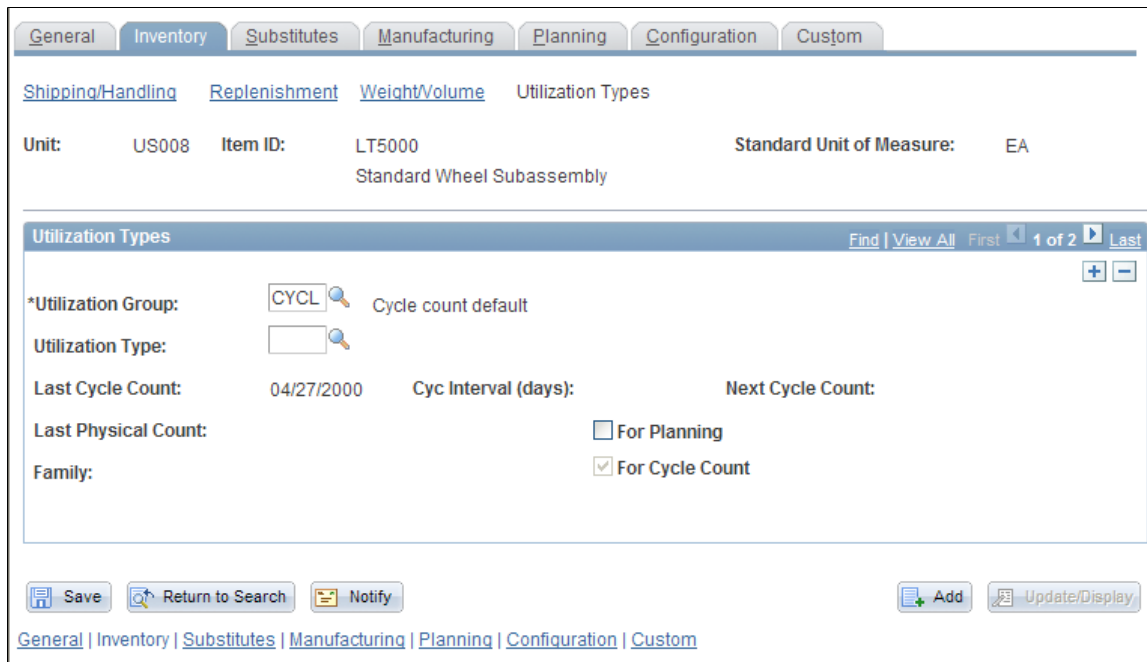 General Inventory Substitutes Manufacturing Planning Configuration Custom
Shipping/Handling Replenishment Weight/Volume Utilization Types
Unit: US008 Item ID: LT5000 Standard Unit of Measure: EA
Standard Wheel Subassembly
Utilization Types Find | View All First 1 of 2 Last
*Utilization Group: CYCL Cycle count default
Utilization Type:
Last Cycle Count: 04/27/2000 Cyc Interval (days): Next Cycle Count:
Last Physical Count: For Planning
Family: For Cycle Count
Save Return to Search Notify Add Update/Display
General | Inventory | Substitutes | Manufacturing | Planning | Configuration | Custom